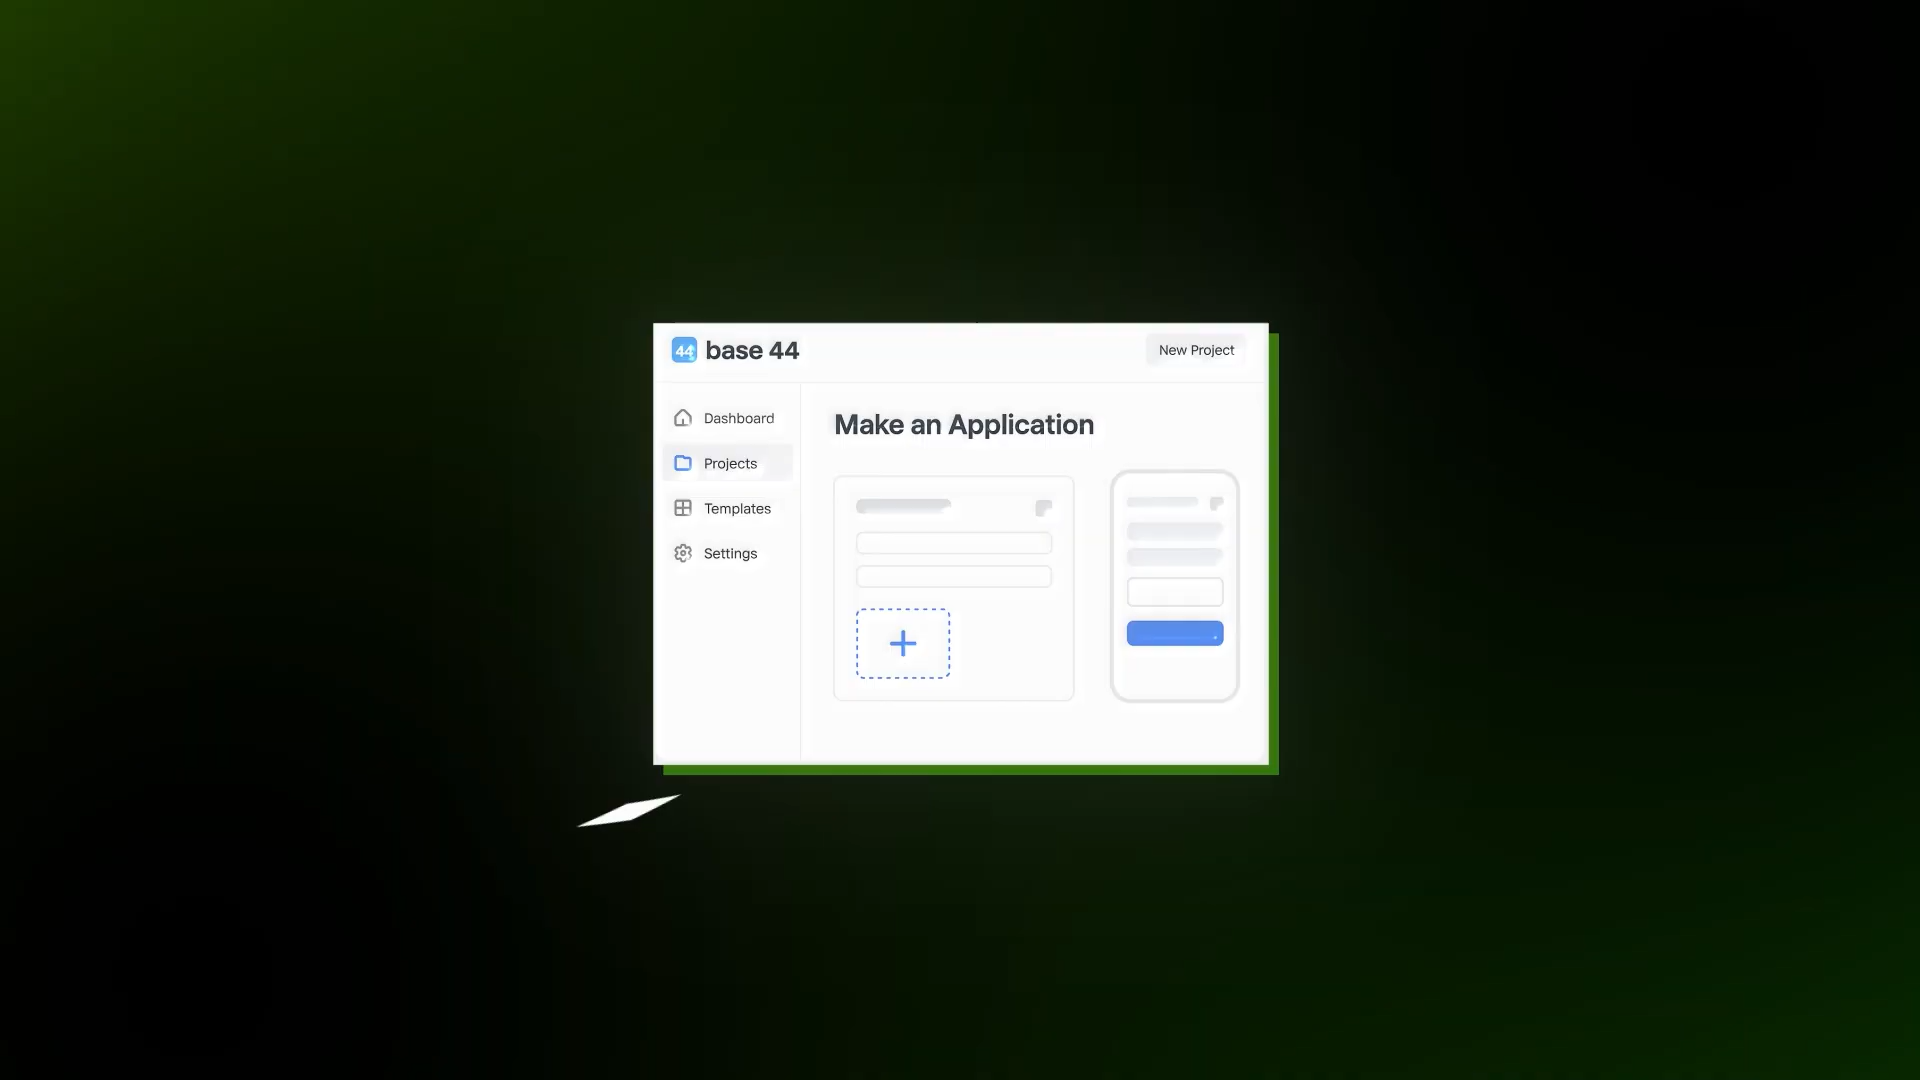 44
base 44
New Project
Dashboard
Make an Application
Projects
Templates
Settings